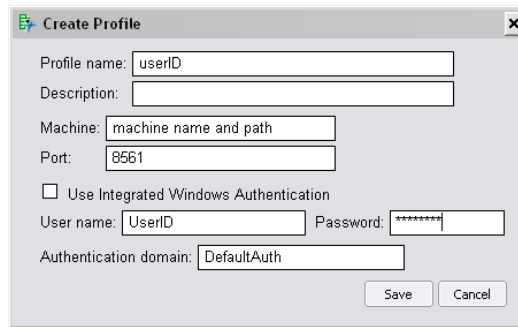 Create Profile
Profile name: userID
Description:
Machine: machine name and path
Port: 8561
Use Integrated Windows Authentication
User name: UserID Password: ********
Authentication domain: DefaultAuth
Save Cancel